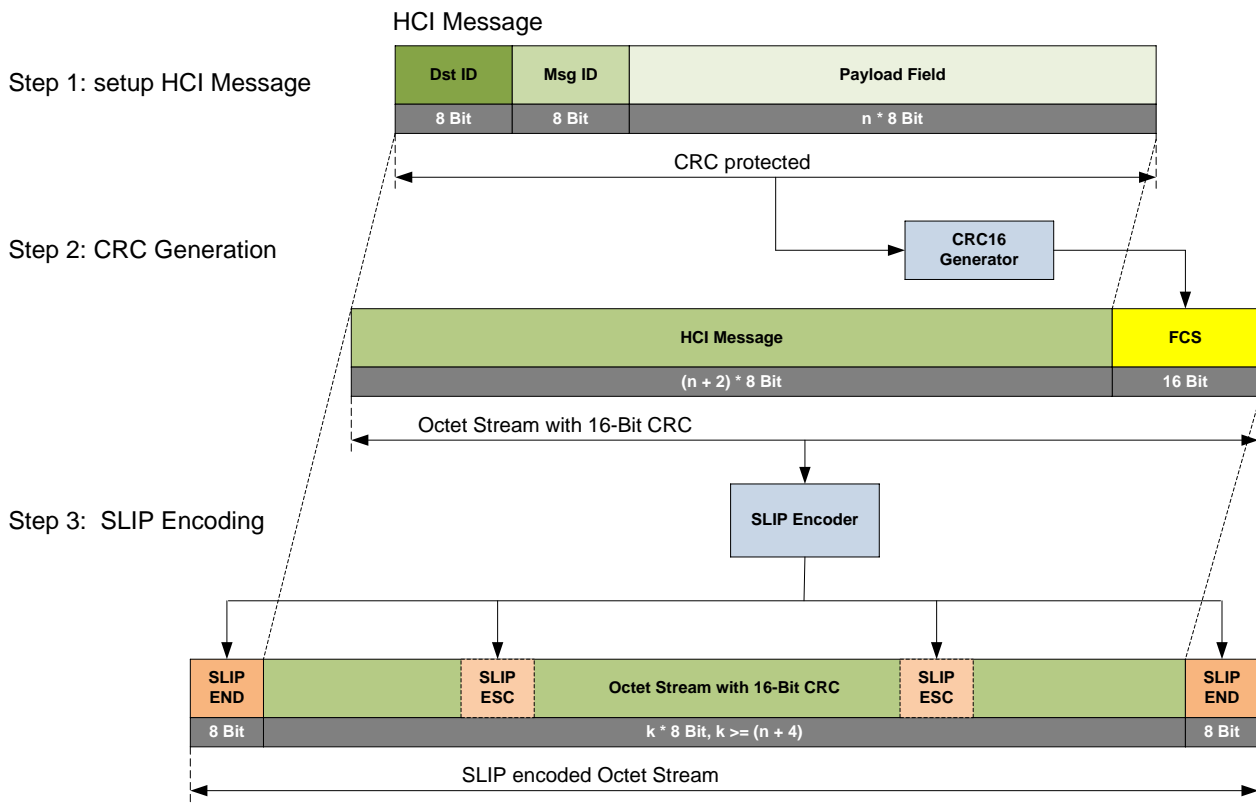 HCI Message
Step 1: setup HCI Message
Dst ID
Msg ID
Payload Field
8 Bit
8 Bit
n * 8 Bit
CRC protected
Step 2: CRC Generation
CRC16
Generator
HCI Message
FCS
(n + 2) * 8 Bit
16 Bit
Octet Stream with 16-Bit CRC
Step 3: SLIP Encoding
SLIP Encoder
SLIP
END
SLIP
ESC
Octet Stream with 16-Bit CRC
SLIP
ESC
SLIP
END
8 Bit
k * 8 Bit, k >= (n + 4)
8 Bit
SLIP encoded Octet Stream